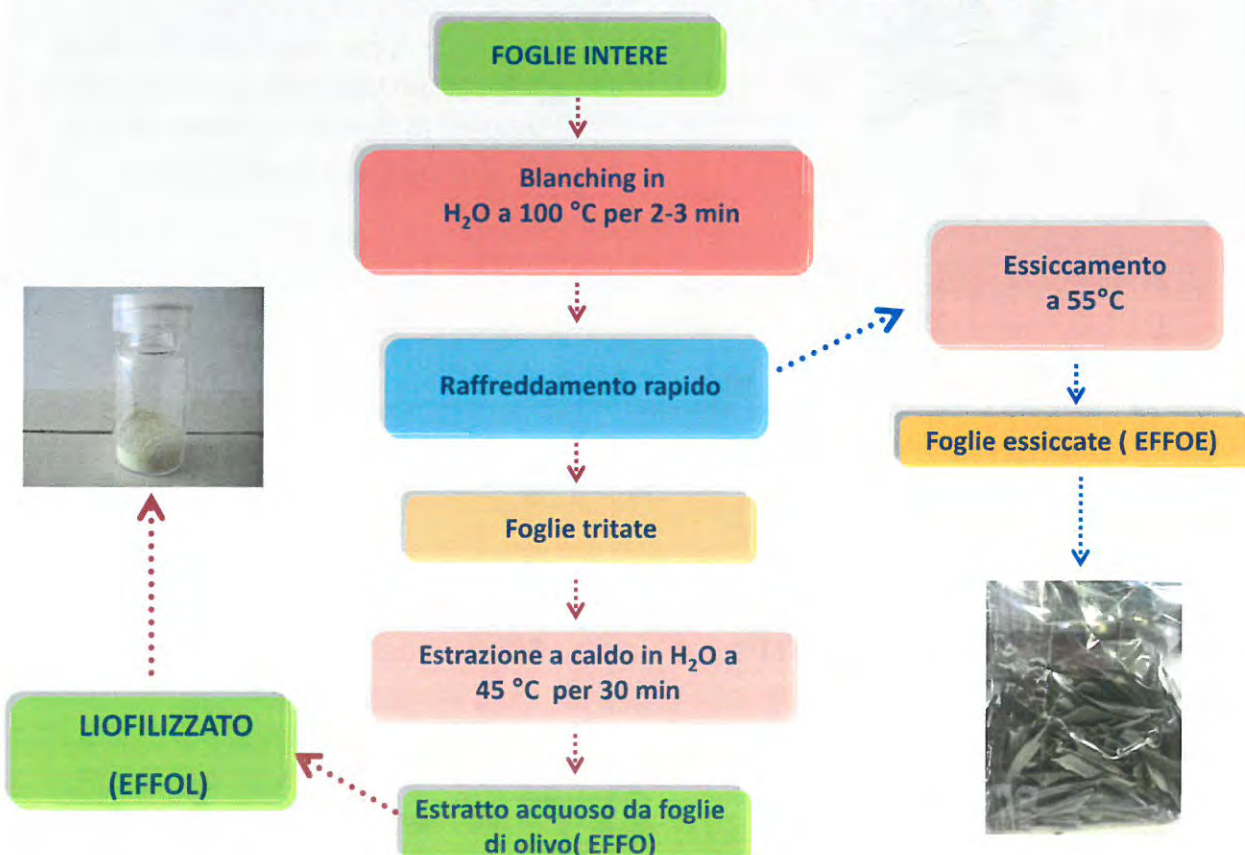 FOGLIE INTERE
Blanching in
H₂O a 100 °C per 2-3 min
Essiccamento
a 55°C
Raffreddamento rapido
Foglie essiccate ( EFFOE)
Foglie tritate
Estrazione a caldo in H₂O a
45 °C per 30 min
LIOFILIZZATO
(EFFOL)
Estratto acquoso da foglie
di olivo( EFFO)